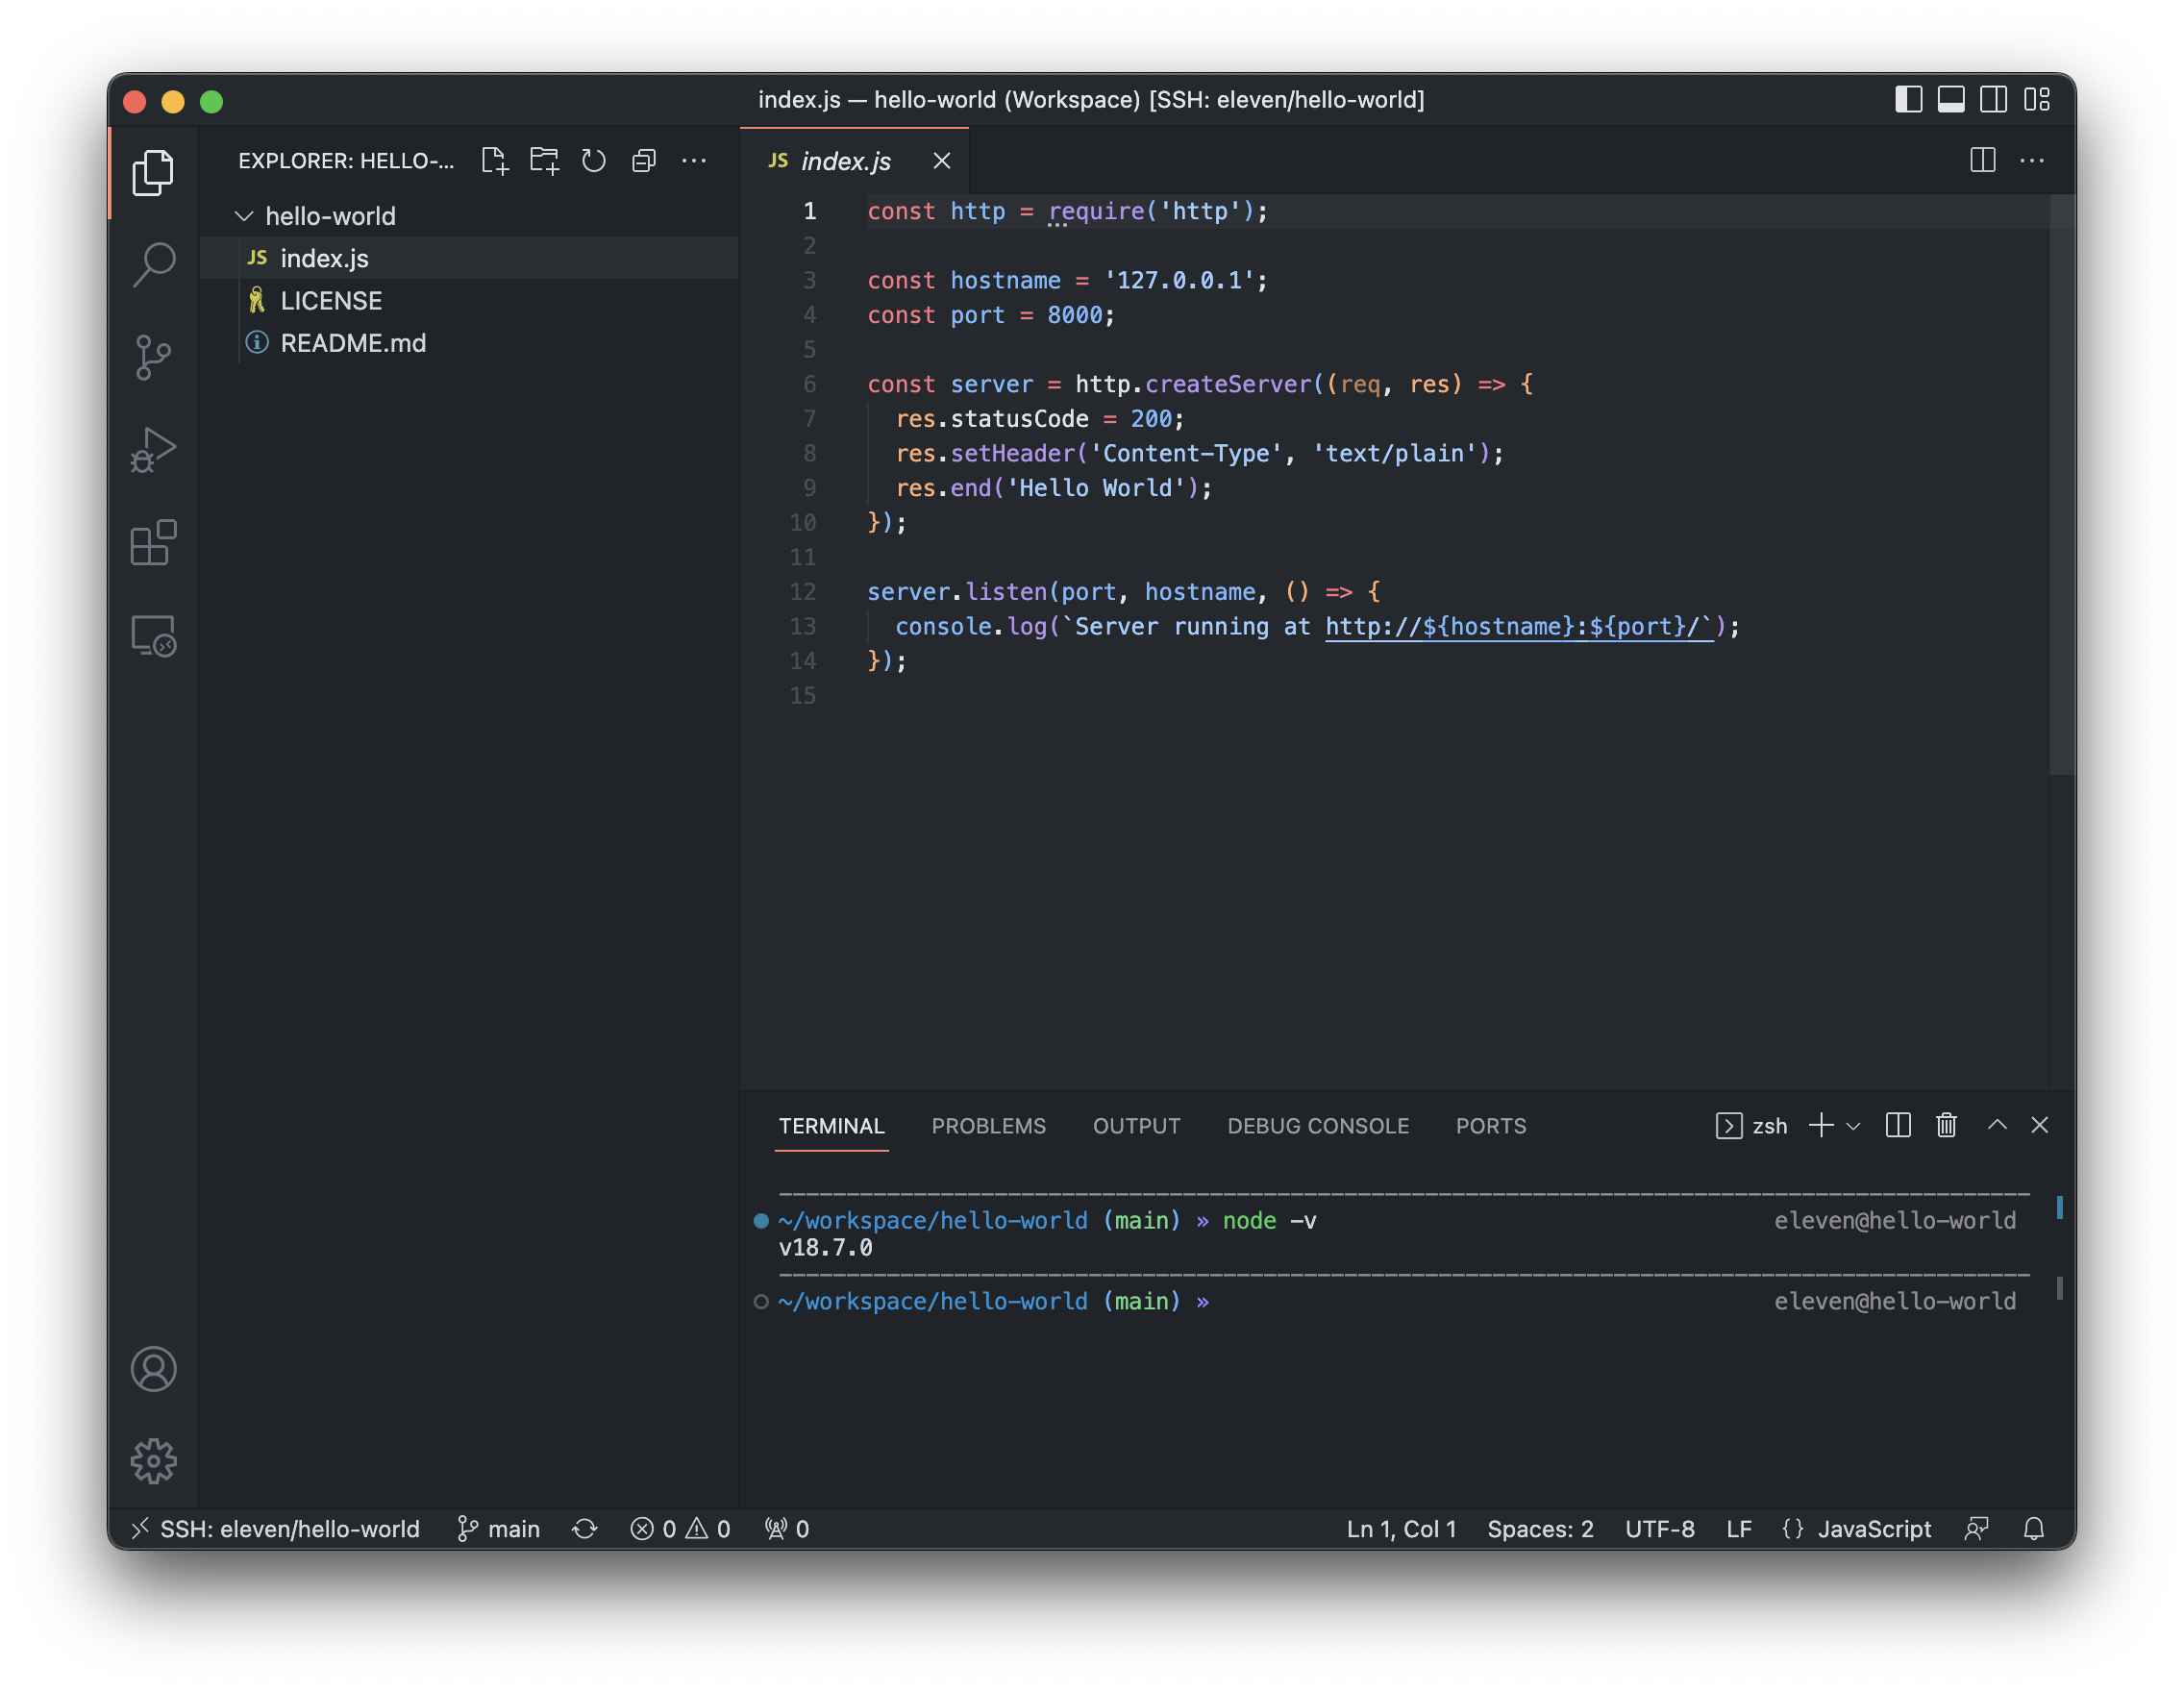 index.js — hello-world (Workspace) [SSH: eleven/hello-world]
EXPLORER: HELLO-...
hello-world
JS index.js
LICENSE
README.md
JS index.js
1 const http = require('http');
2
3 const hostname = '127.0.0.1';
4 const port = 8000;
5
6 const server = http.createServer((req, res) => {
7   res.statusCode = 200;
8   res.setHeader('Content-Type', 'text/plain');
9   res.end('Hello World');
10 });
11
12 server.listen(port, hostname, () => {
13   console.log(`Server running at http://${hostname}:${port}/`);
14 });
15
TERMINAL PROBLEMS OUTPUT DEBUG CONSOLE PORTS zsh
~/workspace/hello-world (main) » node -v eleven@hello-world
v18.7.0
~/workspace/hello-world (main) » eleven@hello-world
SSH: eleven/hello-world main 0 0 0 Ln 1, Col 1 Spaces: 2 UTF-8 LF {} JavaScript